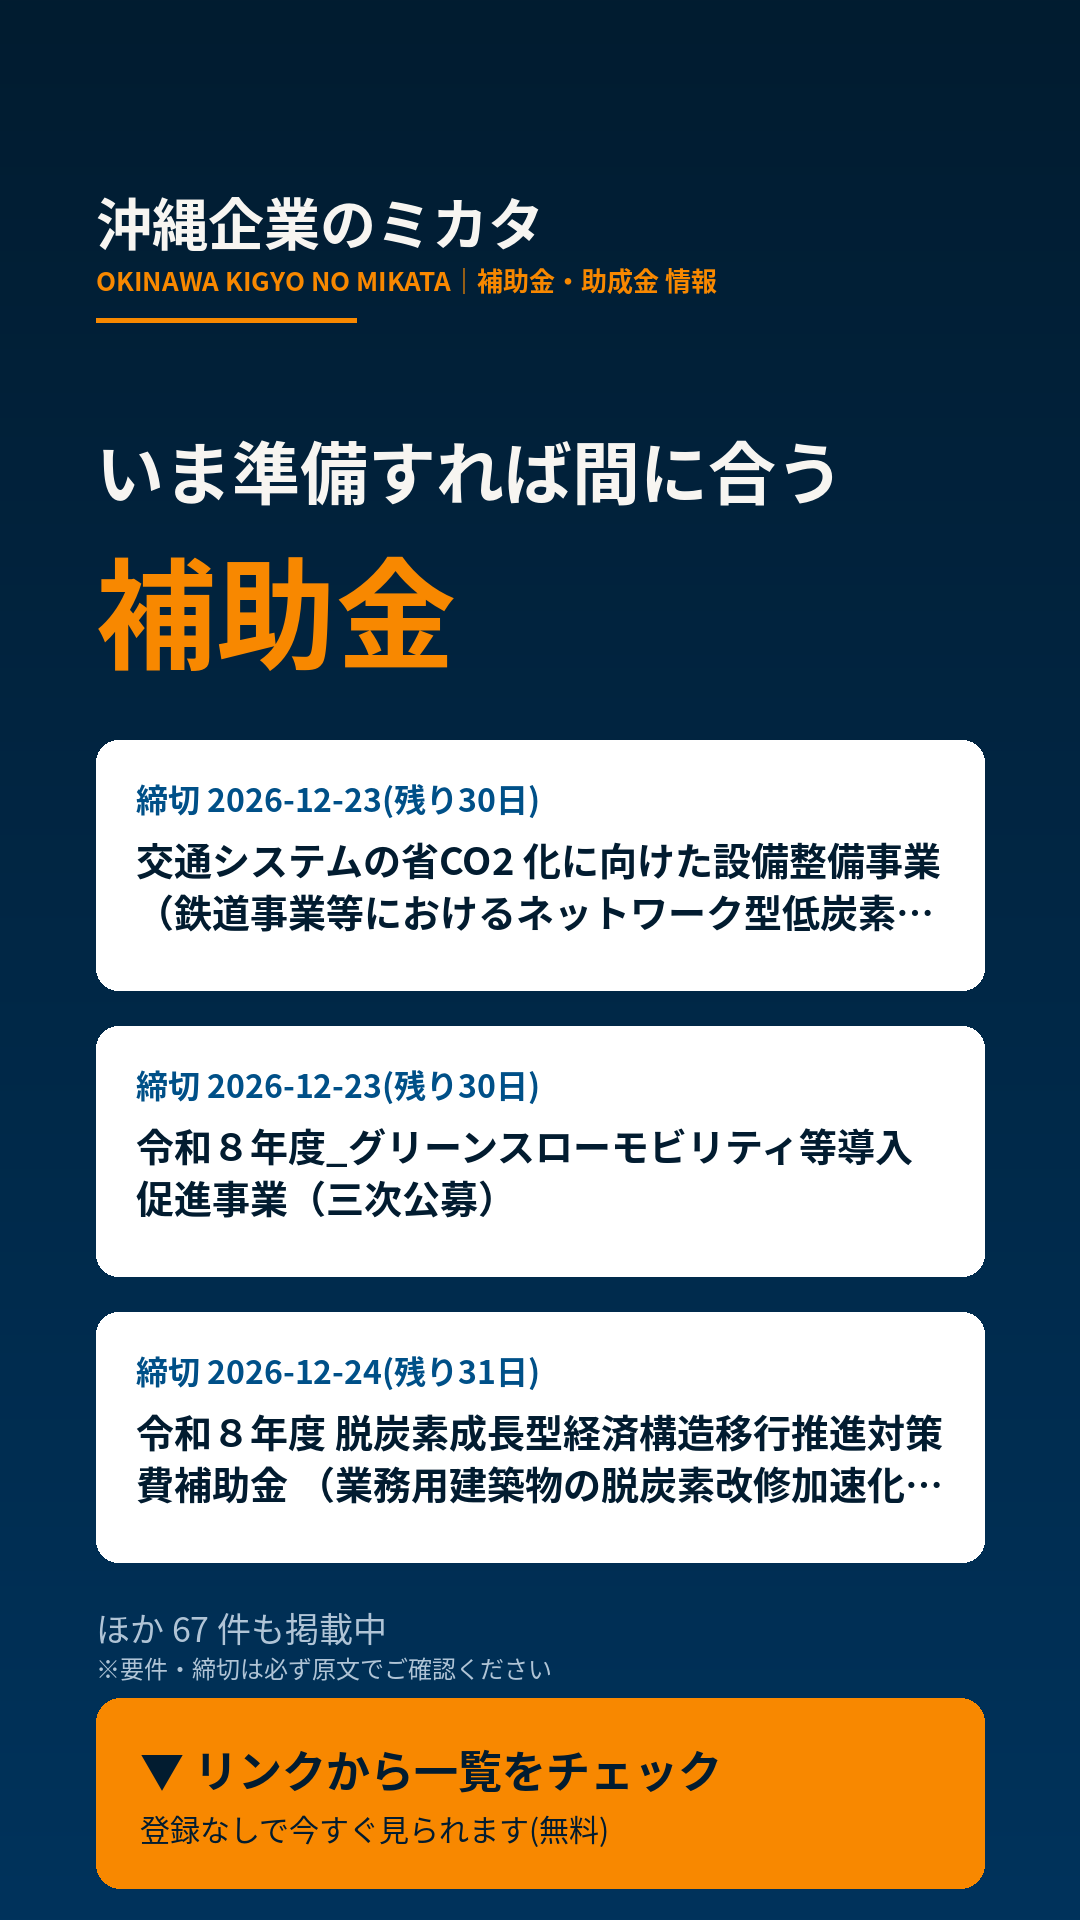 沖縄企業のミカタ
OKINAWA KIGYO NO MIKATA｜補助金・助成金 情報
いま準備すれば間に合う
補助金
締切 2026-12-23(残り30日)
交通システムの省CO2 化に向けた設備整備事業
（鉄道事業等におけるネットワーク型低炭素…
締切 2026-12-23(残り30日)
令和８年度_グリーンスローモビリティ等導入
促進事業（三次公募）
締切 2026-12-24(残り31日)
令和８年度 脱炭素成長型経済構造移行推進対策
費補助金 （業務用建築物の脱炭素改修加速化…
ほか 67 件も掲載中
※要件・締切は必ず原文でご確認ください
▼ リンクから一覧をチェック
登録なしで今すぐ見られます(無料)